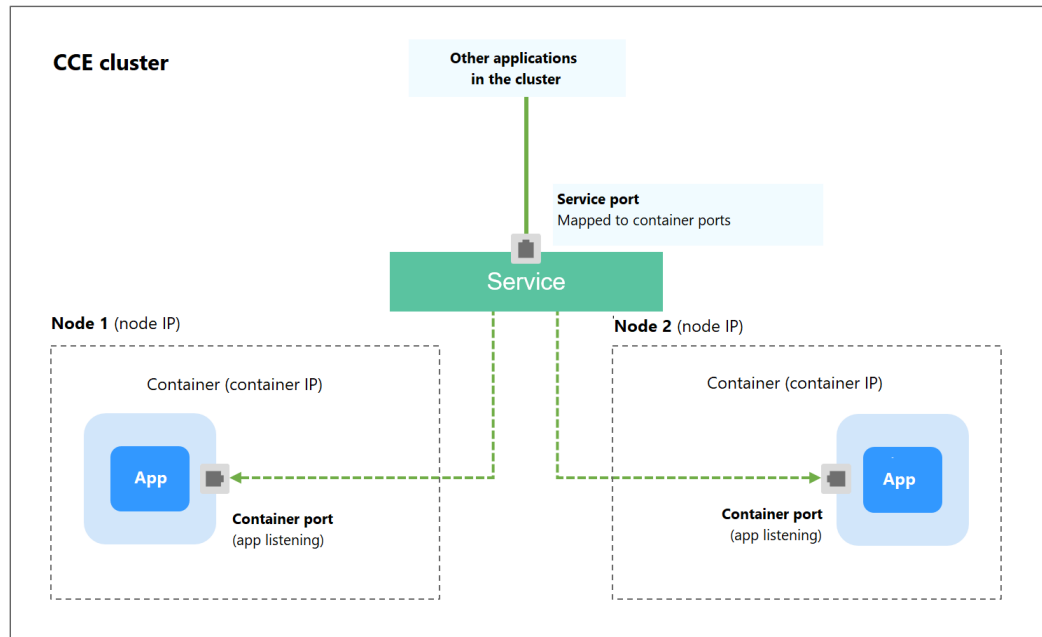 CCE cluster
Other applications
in the cluster
Service port
Mapped to container ports
Service
Node 1 (node IP)
Node 2 (node IP)
Container (container IP)
Container (container IP)
App
App
Container port
(app listening)
Container port
(app listening)